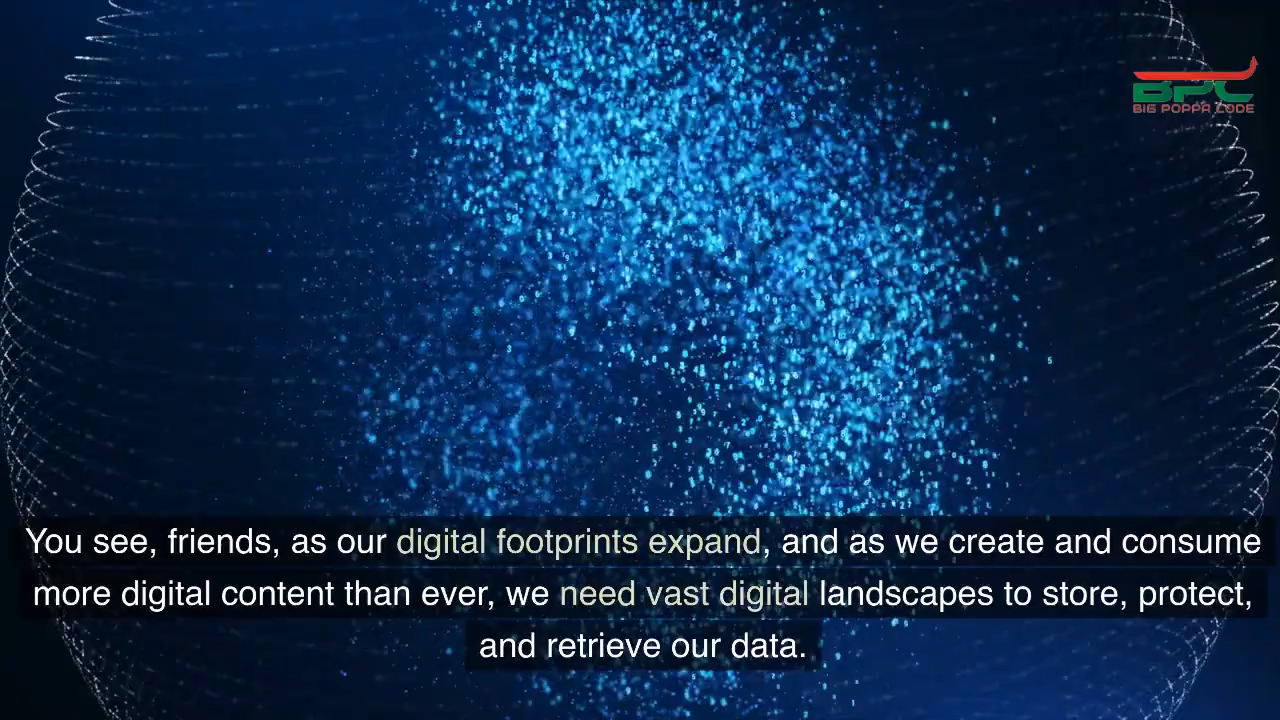 BPC
BIG POPPA CODE
You see, friends, as our digital footprints expand, and as we create and consume
more digital content than ever, we need vast digital landscapes to store, protect,
and retrieve our data.